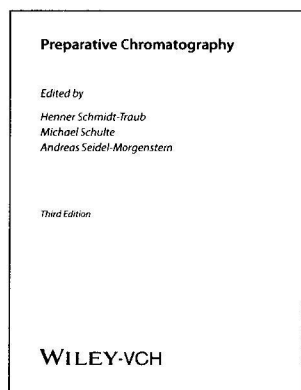 Preparative Chromatography
Edited by
Henner Schmidt-Traub
Michael Schulte
Andreas Seidel-Morgenstern
Third Edition
WILEY-VCH